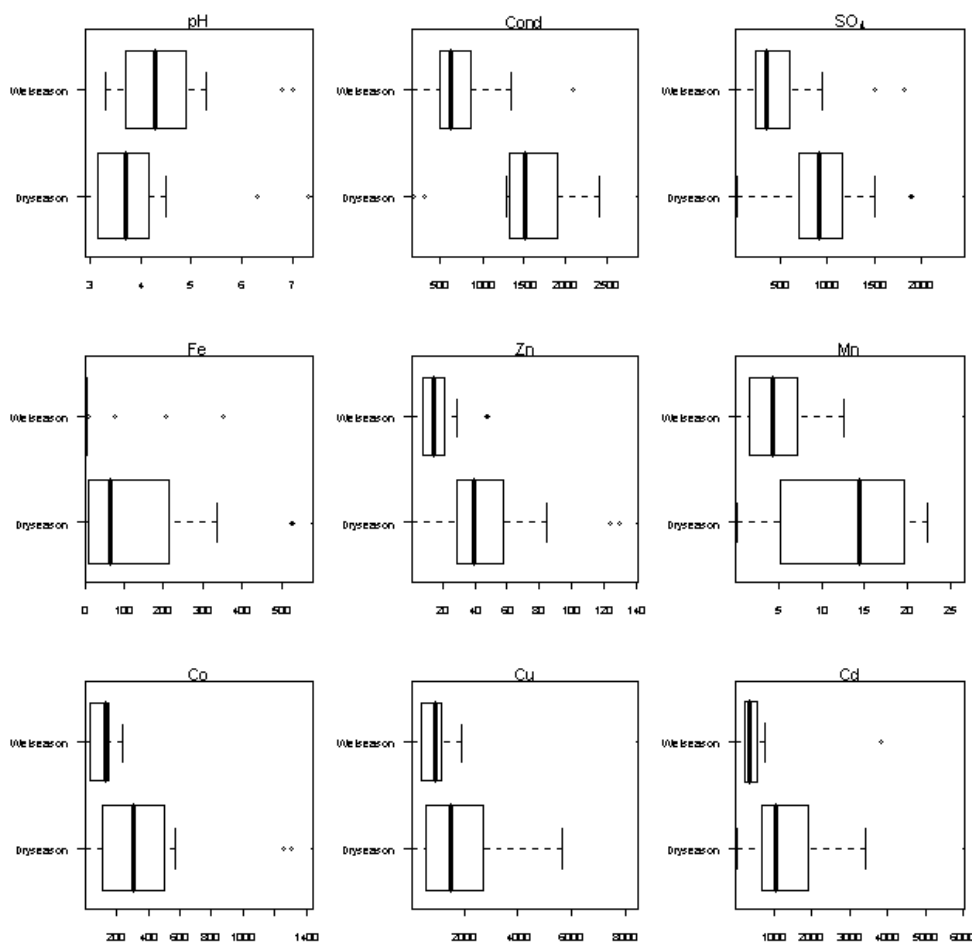 pH
Wetseason
Dryseason
3 4 5 6 7
Cond
Wetseason
Dryseason
500 1000 1500 2000 2500
SO4
Wetseason
Dryseason
500 1000 1500 2000
Fe
Wetseason
Dryseason
0 100 200 300 400 500
Zn
Wetseason
Dryseason
20 40 60 80 100 120 140
Mn
Wetseason
Dryseason
5 10 15 20 25
Co
Wetseason
Dryseason
200 400 600 800 1400
Cu
Wetseason
Dryseason
2000 4000 6000 8000
Cd
Wetseason
Dryseason
1000 2000 3000 4000 5000 6000